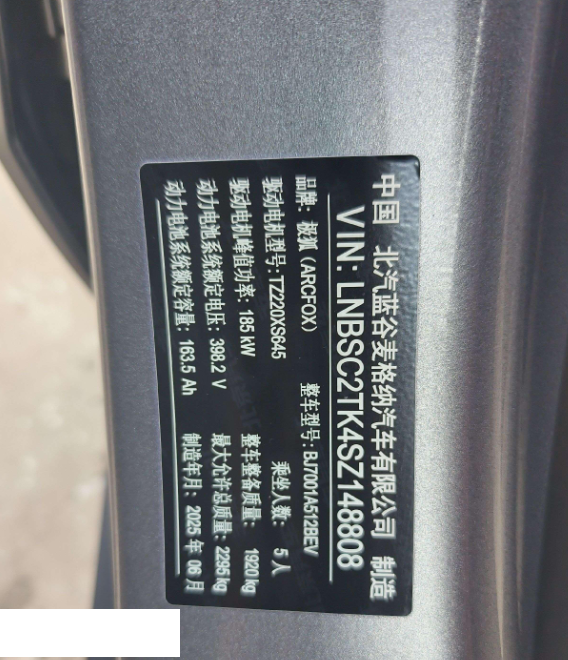 中国 北汽蓝谷麦格纳汽车有限公司 制造
VIN: LNBSC2TK4SZ148808
品牌: 极狐 (ARCFOX) 整车型号: BJ7001A512BEV
驱动电机型号: TZ220XS645 乘坐人数: 5 人
驱动电机峰值功率: 185 kW 整车整备质量: 1920 kg
动力电池系统额定电压: 398.2 V 最大允许总质量: 2295 kg
动力电池系统额定容量: 163.5 Ah 制造年月: 2025 年 06 月